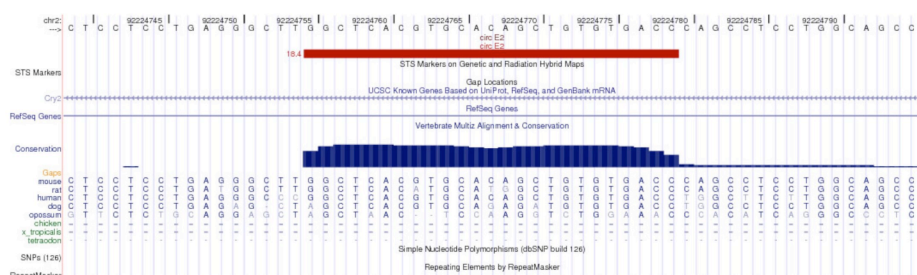 chr2: 92224745 92224750 92224755 92224760 92224765 92224770 92224775 92224780 92224785 92224790
---> C T C C T C C T G A G G G C T T G G C T C A C G T G C A C A G C T G T G T G A C C C A G C C T C C T G G C A G C C
circ E2
circ E2
18.4
STS Markers on Genetic and Radiation Hybrid Maps
STS Markers
Gap Locations
UCSC Known Genes Based on UniProt, RefSeq, and GenBank mRNA
Cry2
RefSeq Genes
RefSeq Genes
Vertebrate Multiz Alignment & Conservation
Conservation
Gaps
mouse C T C C T C C T G A G G G C T T G G C T C A C G T G C A C A G C T G T G T G A C C C A G C C T C C T G G C A G C C
rat C T C C T C C T G A T G G C T T G G C T C A C A T G C A T G G C T G T G T G A C C C A G C C T C C T G G C A G C C
human C T C C T C C T G A G G G C C C G G C T C A C G T G C A C A G C T G T G T G A C C T G G C C T C C T G G C A G C C
dog C T C C T C C T G A G A G - C T A G C T C A C G T G C A G A G A T G T G T G A C C T G G C C T C C T G G C A G C C
opossum G T T C T C T G C A G G A G C T A G C T A A C - - T C C A A G G T C T G G A A C C C A C A T C A G G G C C C T C
chicken
x_tropicalis
tetraodon
Simple Nucleotide Polymorphisms (dbSNP build 126)
SNPs (126)
Repeating Elements by RepeatMasker
RepeatMasker